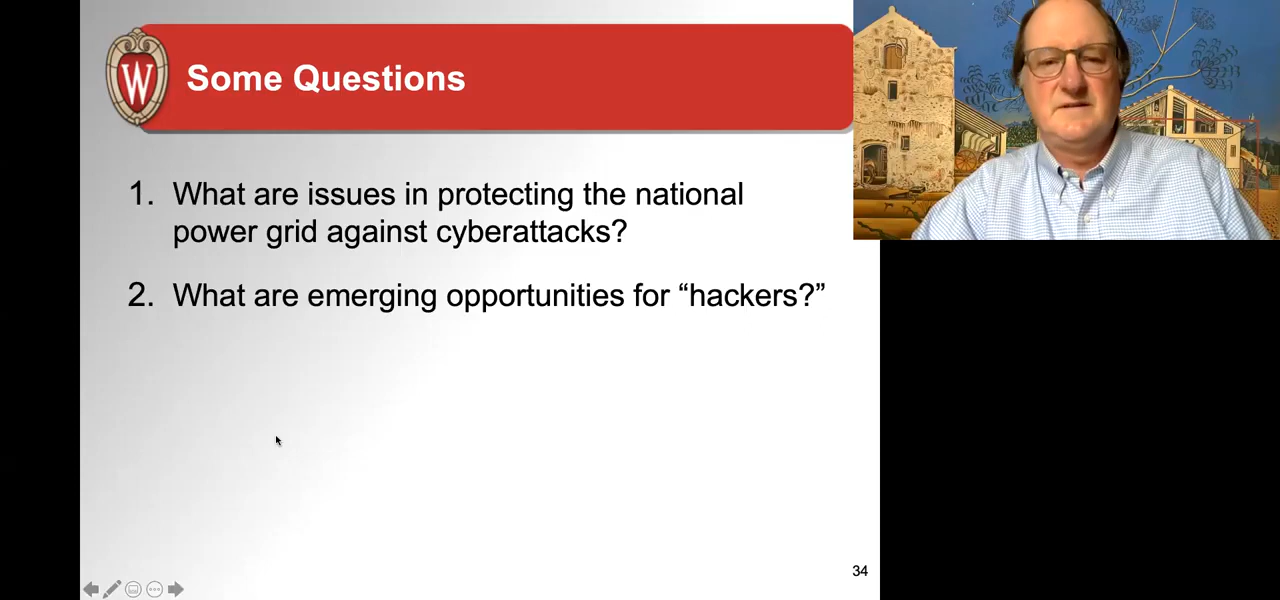 W
Some Questions
1. What are issues in protecting the national
power grid against cyberattacks?
2. What are emerging opportunities for “hackers?”
34